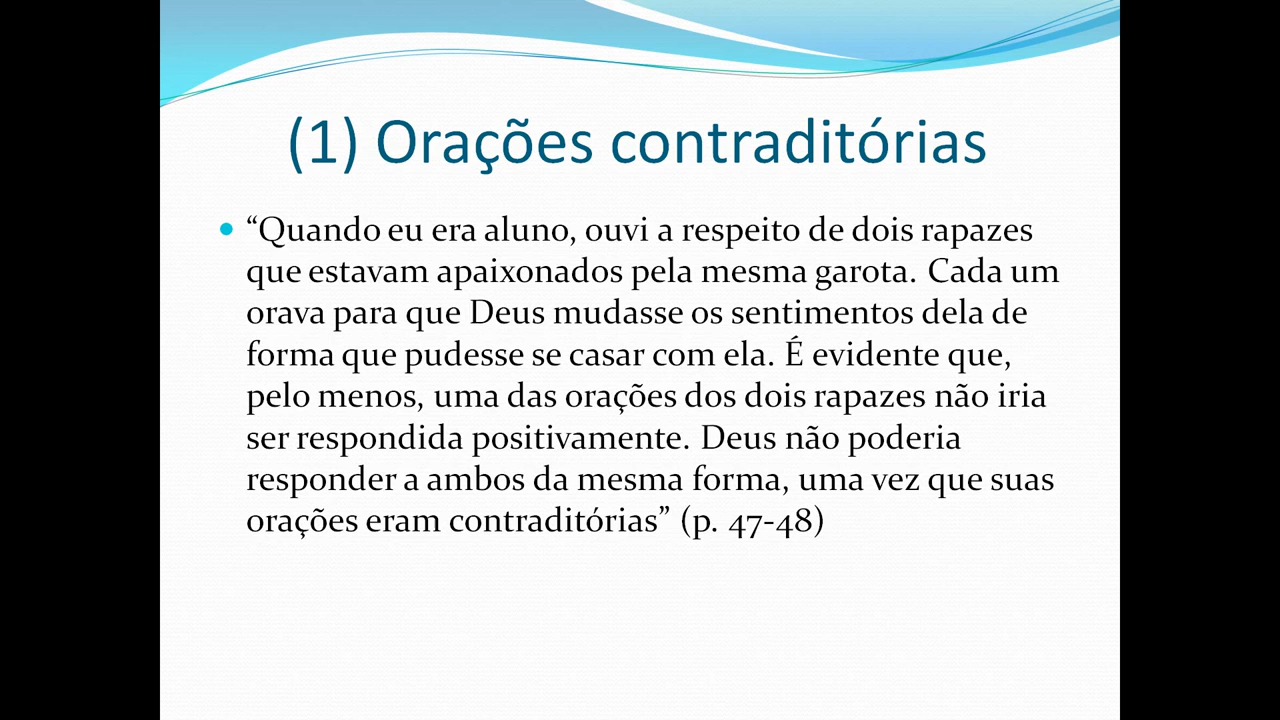 (1) Orações contraditórias
• “Quando eu era aluno, ouvi a respeito de dois rapazes
que estavam apaixonados pela mesma garota. Cada um
orava para que Deus mudasse os sentimentos dela de
forma que pudesse se casar com ela. É evidente que,
pelo menos, uma das orações dos dois rapazes não iria
ser respondida positivamente. Deus não poderia
responder a ambos da mesma forma, uma vez que suas
orações eram contraditórias” (p. 47-48)